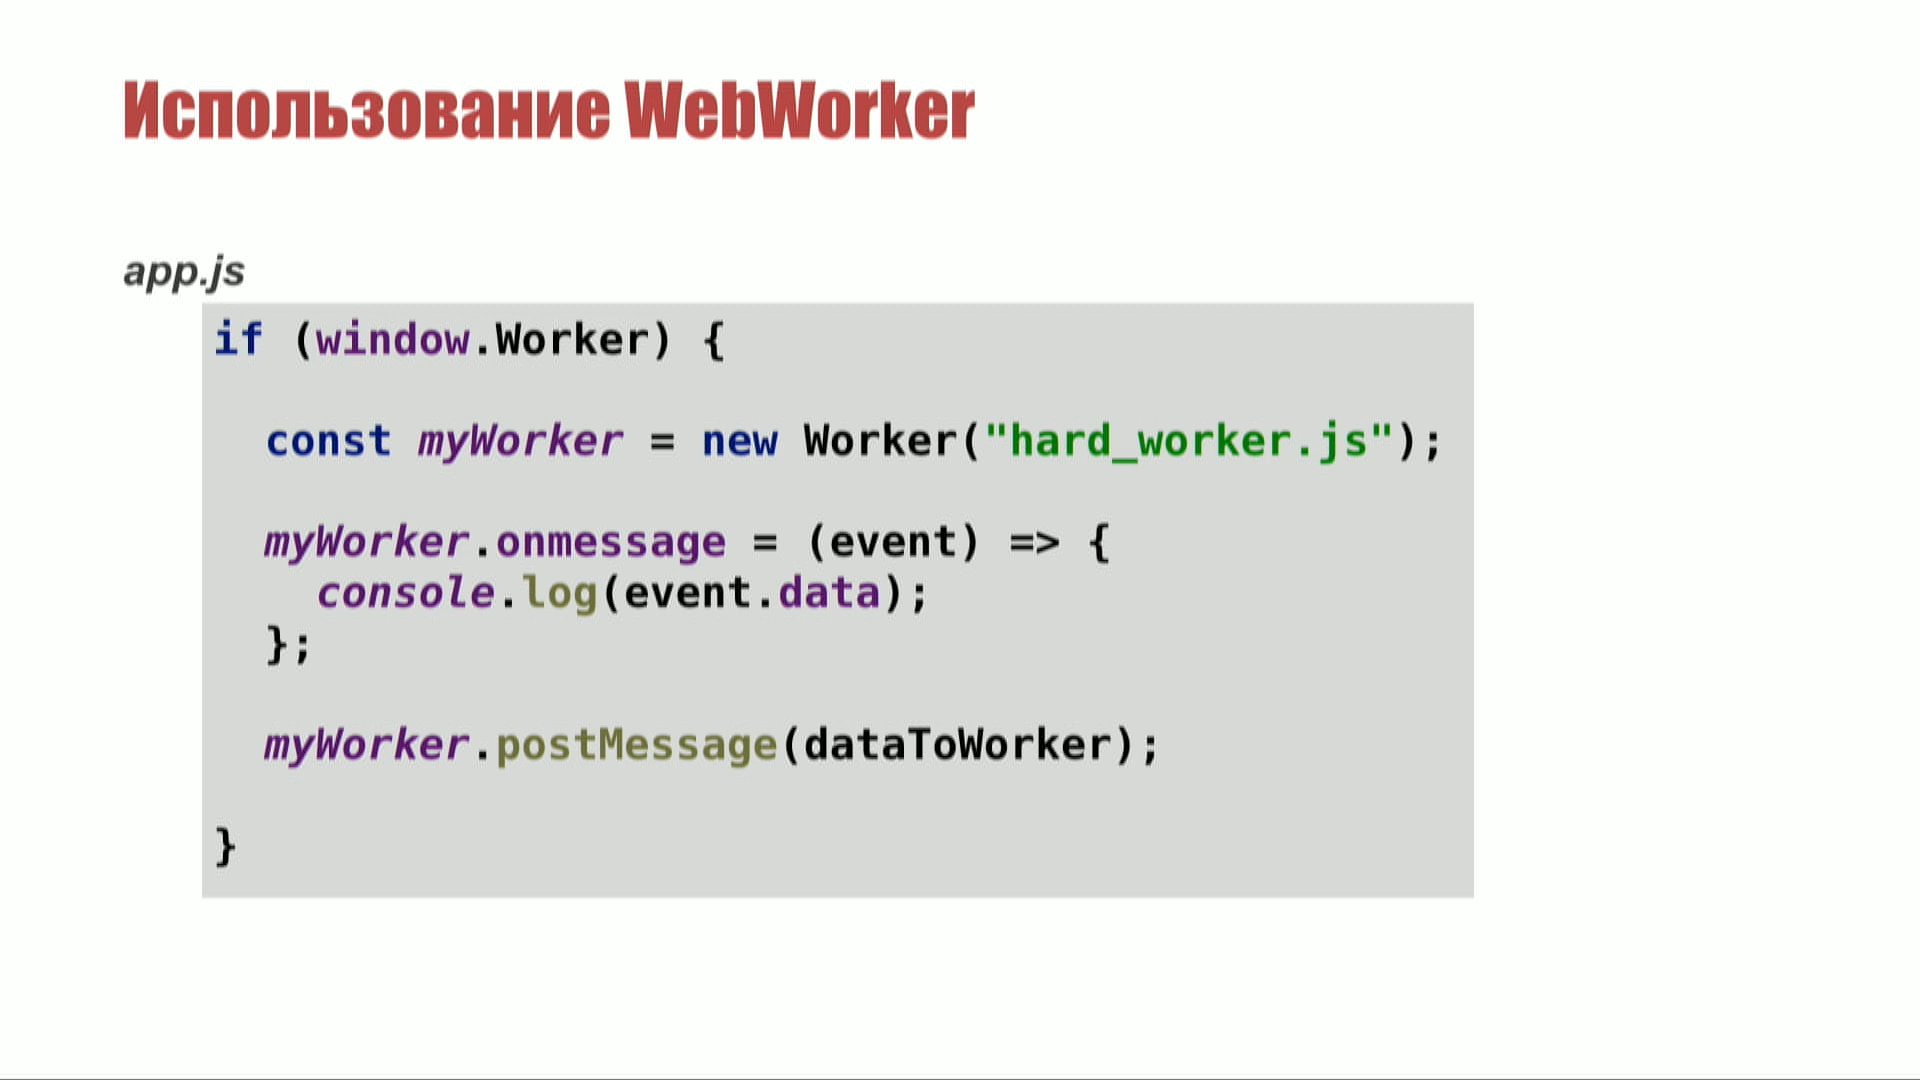 Использование WebWorker
app.js
if (window.Worker) {
const myWorker = new Worker("hard_worker.js");
myWorker.onmessage = (event) => {
console.log(event.data);
};
myWorker.postMessage(dataToWorker);
}